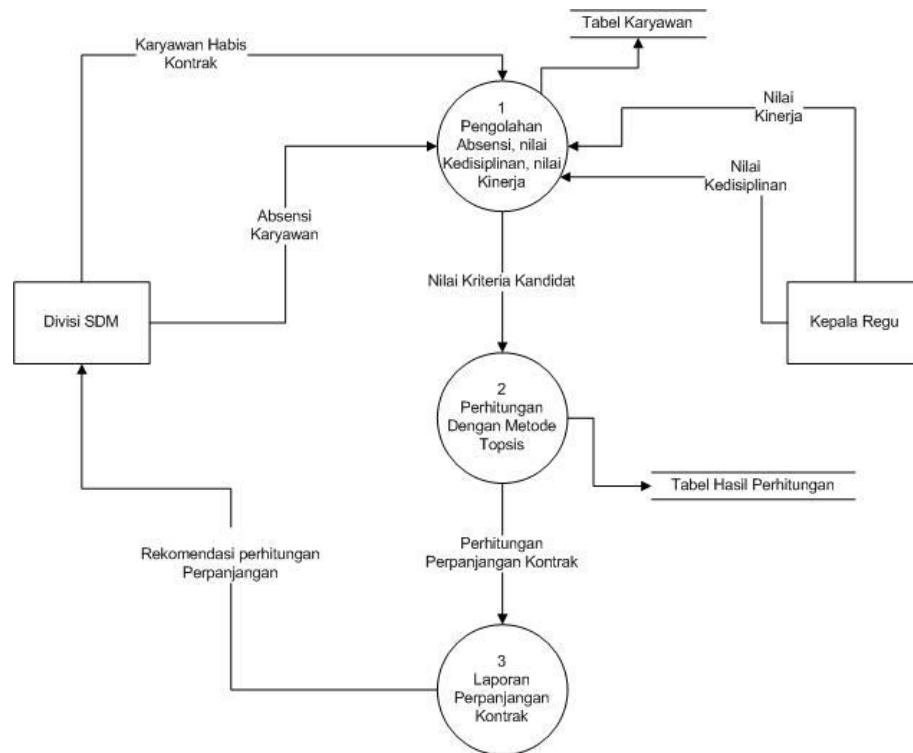 Tabel Karyawan
Karyawan Habis
Kontrak
1
Pengolahan
Absensi, nilai
Kedisiplinan, nilai
Kinerja
Nilai
Kinerja
Nilai
Kedisiplinan
Absensi
Karyawan
Nilai Kriteria Kandidat
Divisi SDM
Kepala Regu
2
Perhitungan
Dengan Metode
Topsis
Tabel Hasil Perhitungan
Perhitungan
Perpanjangan Kontrak
Rekomendasi perhitungan
Perpanjangan
3
Laporan
Perpanjangan
Kontrak